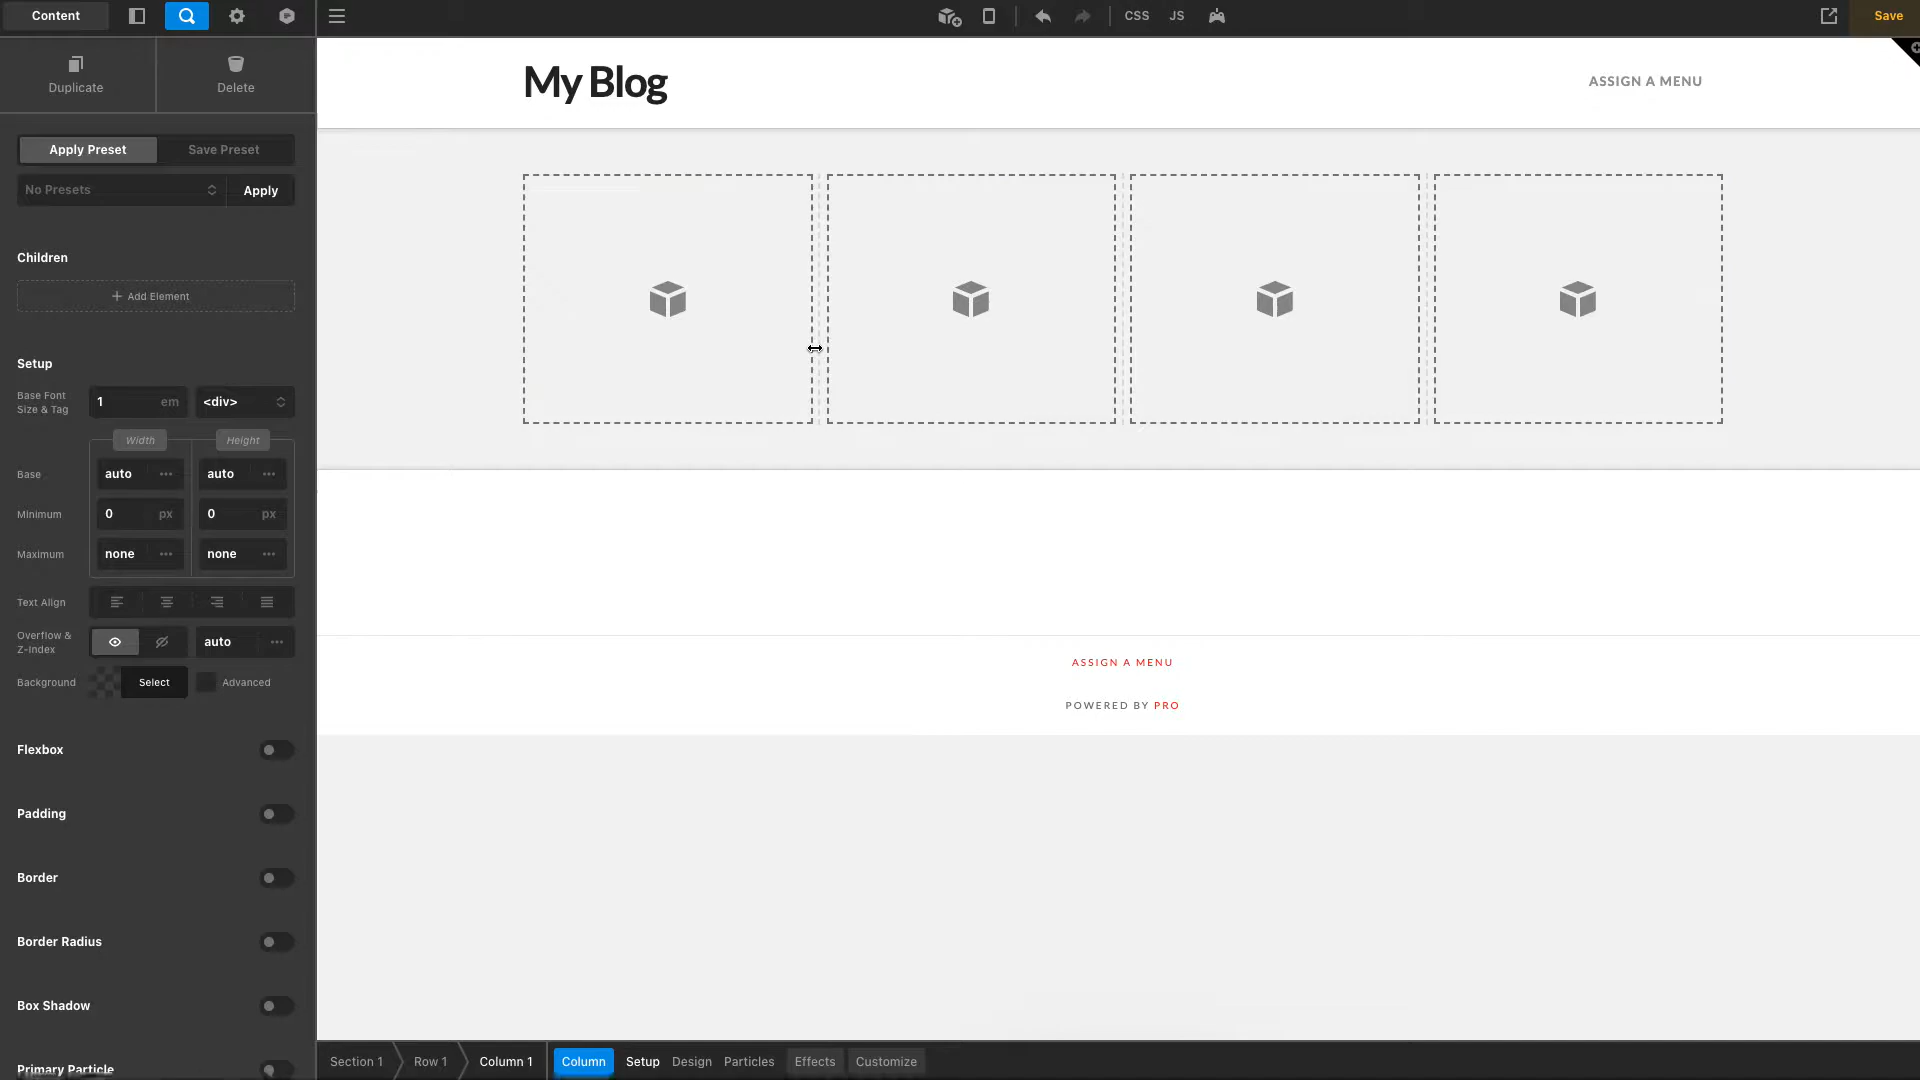 Content
CSS
JS
Save
Duplicate
Delete
My Blog
ASSIGN A MENU
Apply Preset
Save Preset
No Presets
Apply
Children
+ Add Element
Setup
Base Font
Size & Tag
1
em
<div>
Width
Height
Base
auto
auto
Minimum
0
px
0
px
Maximum
none
none
Text Align
Overflow &
Z-Index
auto
Background
Select
Advanced
Flexbox
Padding
Border
Border Radius
Box Shadow
Primary Particle
ASSIGN A MENU
POWERED BY PRO
Section 1
Row 1
Column 1
Column
Setup
Design
Particles
Effects
Customize